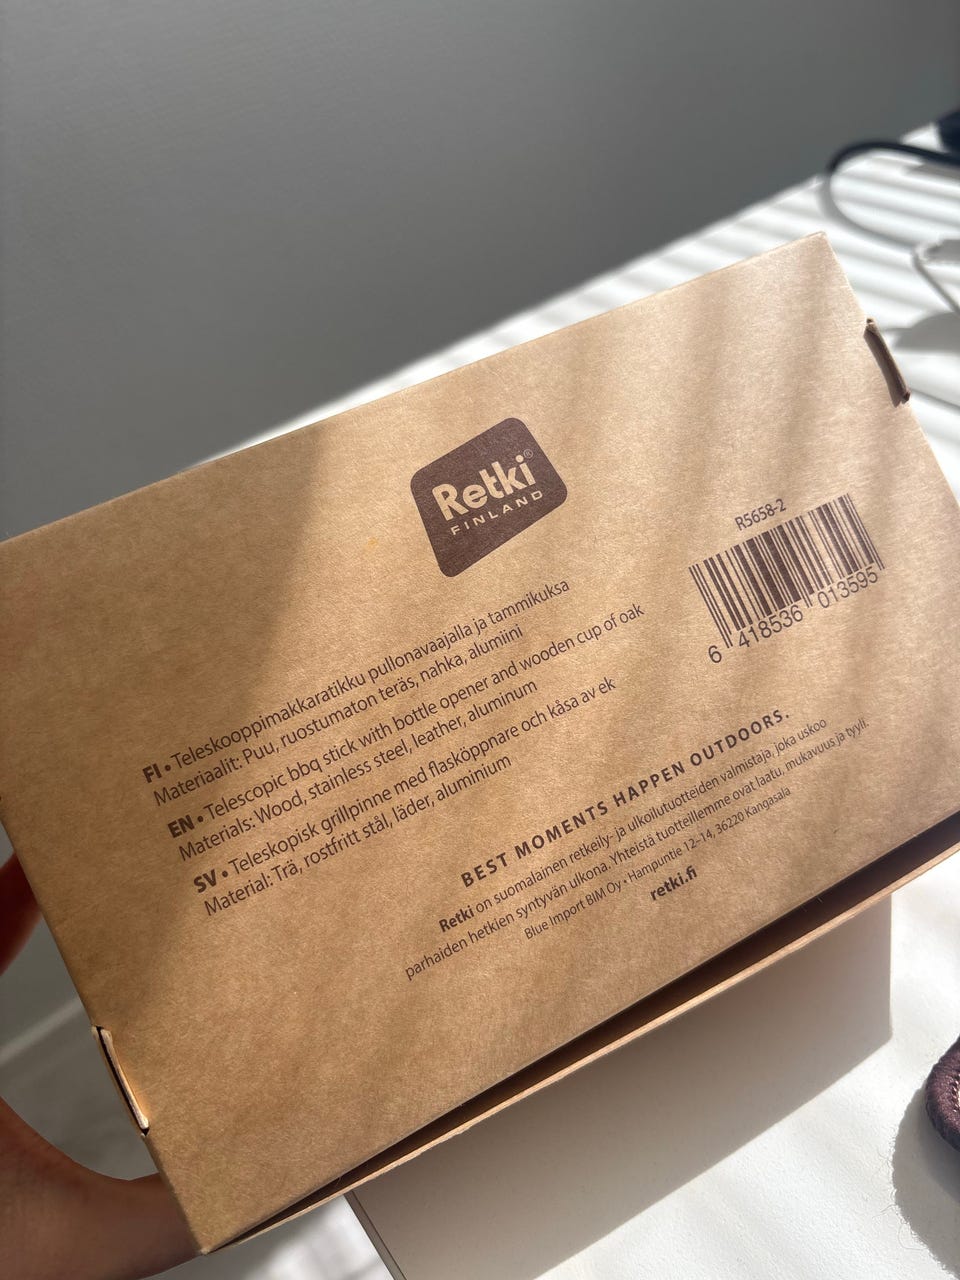 Retki®
FINLAND
R5658-2
6 418536 013595
FI • Teleskooppimakkaratikku pullonavaajalla ja tammikuksa
Materiaalit: Puu, ruostumaton teräs, nahka, alumiini
EN • Telescopic bbq stick with bottle opener and wooden cup of oak
Materials: Wood, stainless steel, leather, aluminum
SV • Teleskopisk grillpinne med flasköppnare och kåsa av ek
Material: Trä, rostfritt stål, läder, aluminium
BEST MOMENTS HAPPEN OUTDOORS.
Retki on suomalainen retkeily- ja ulkoilutuotteiden valmistaja, joka uskoo
parhaiden hetkien syntyvän ulkona. Yhteistä tuotteillemme ovat laatu, mukavuus ja tyyli.
Blue Import BIM Oy • Hampuntie 12–14, 36220 Kangasala
retki.fi